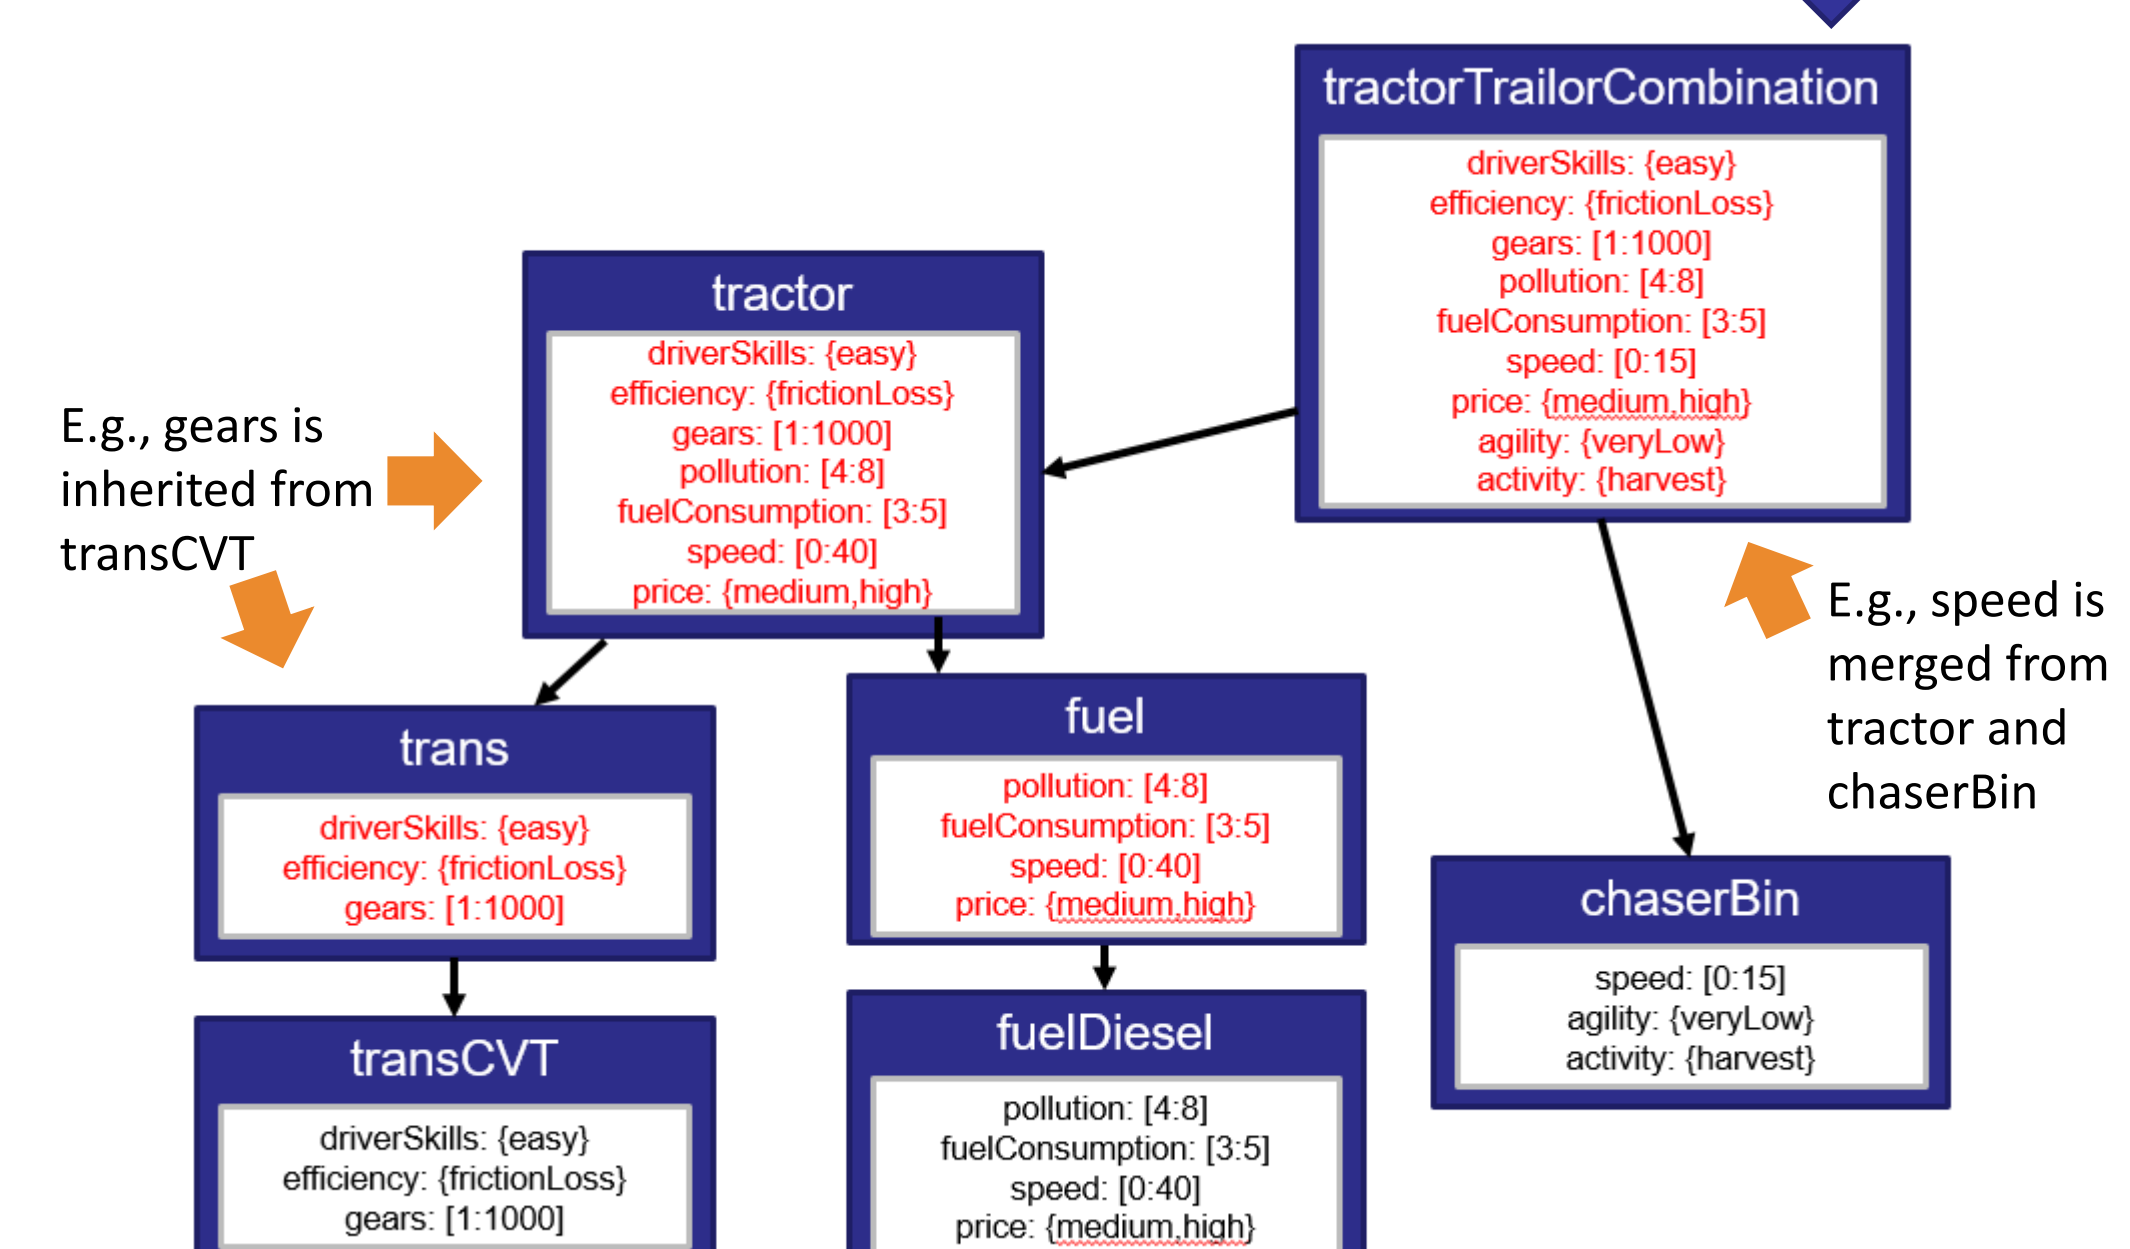 tractorTrailorCombination
driverSkills: {easy}
efficiency: {frictionLoss}
gears: [1:1000]
pollution: [4:8]
fuelConsumption: [3:5]
speed: [0:15]
price: {medium,high}
agility: {veryLow}
activity: {harvest}
tractor
driverSkills: {easy}
efficiency: {frictionLoss}
gears: [1:1000]
pollution: [4:8]
fuelConsumption: [3:5]
speed: [0:40]
price: {medium,high}
E.g., gears is
inherited from
transCVT
E.g., speed is
merged from
tractor and
chaserBin
trans
driverSkills: {easy}
efficiency: {frictionLoss}
gears: [1:1000]
fuel
pollution: [4:8]
fuelConsumption: [3:5]
speed: [0:40]
price: {medium,high}
chaserBin
speed: [0:15]
agility: {veryLow}
activity: {harvest}
transCVT
driverSkills: {easy}
efficiency: {frictionLoss}
gears: [1:1000]
fuelDiesel
pollution: [4:8]
fuelConsumption: [3:5]
speed: [0:40]
price: {medium,high}